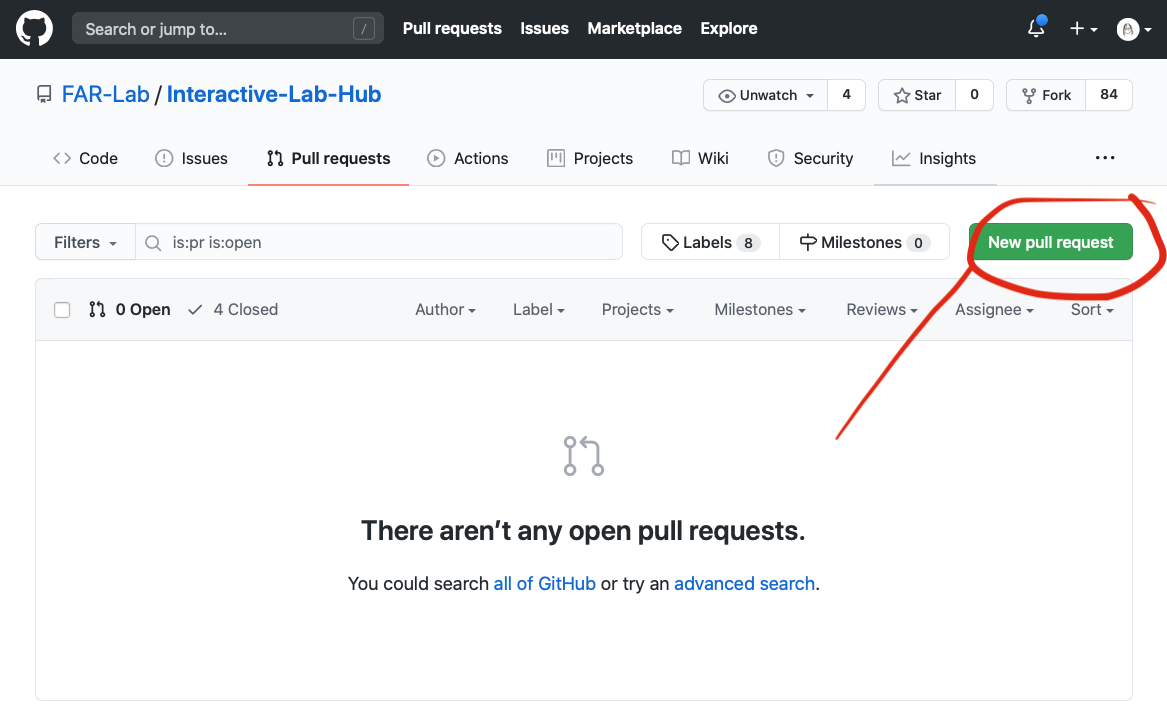 Search or jump to... / Pull requests Issues Marketplace Explore
FAR-Lab / Interactive-Lab-Hub Unwatch 4 Star 0 Fork 84
Code Issues Pull requests Actions Projects Wiki Security Insights ...
Filters is:pr is:open Labels 8 Milestones 0 New pull request
0 Open 4 Closed Author Label Projects Milestones Reviews Assignee Sort
There aren’t any open pull requests.
You could search all of GitHub or try an advanced search.